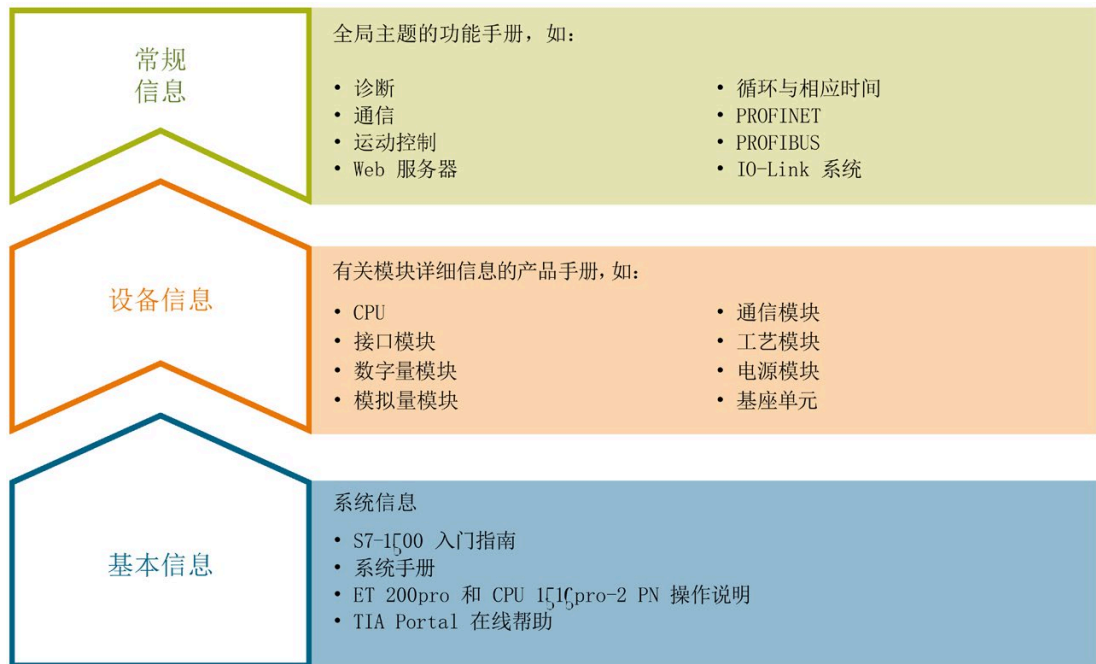 常规
信息
全局主题的功能手册，如：
• 诊断
• 通信
• 运动控制
• Web 服务器
• 循环与相应时间
• PROFINET
• PROFIBUS
• IO-Link 系统
设备信息
有关模块详细信息的产品手册，如：
• CPU
• 接口模块
• 数字量模块
• 模拟量模块
• 通信模块
• 工艺模块
• 电源模块
• 基座单元
基本信息
系统信息
• S7-1500 入门指南
• 系统手册
• ET 200pro 和 CPU 1516pro-2 PN 操作说明
• TIA Portal 在线帮助